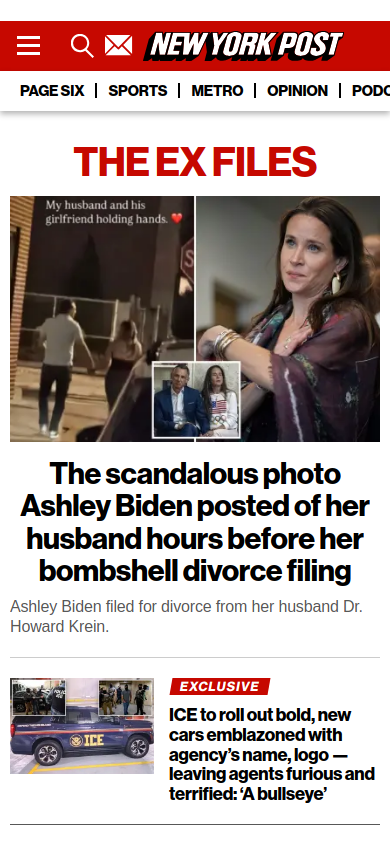 NEW YORK POST
PAGE SIX
SPORTS
METRO
OPINION
PODC
THE EX FILES
My husband and his
girlfriend holding hands. ❤️
S
The scandalous photo
Ashley Biden posted of her
husband hours before her
bombshell divorce filing
Ashley Biden filed for divorce from her husband Dr.
Howard Krein.
EXCLUSIVE
ICE to roll out bold, new
cars emblazoned with
agency’s name, logo —
leaving agents furious and
terrified: ‘A bullseye’
ICE